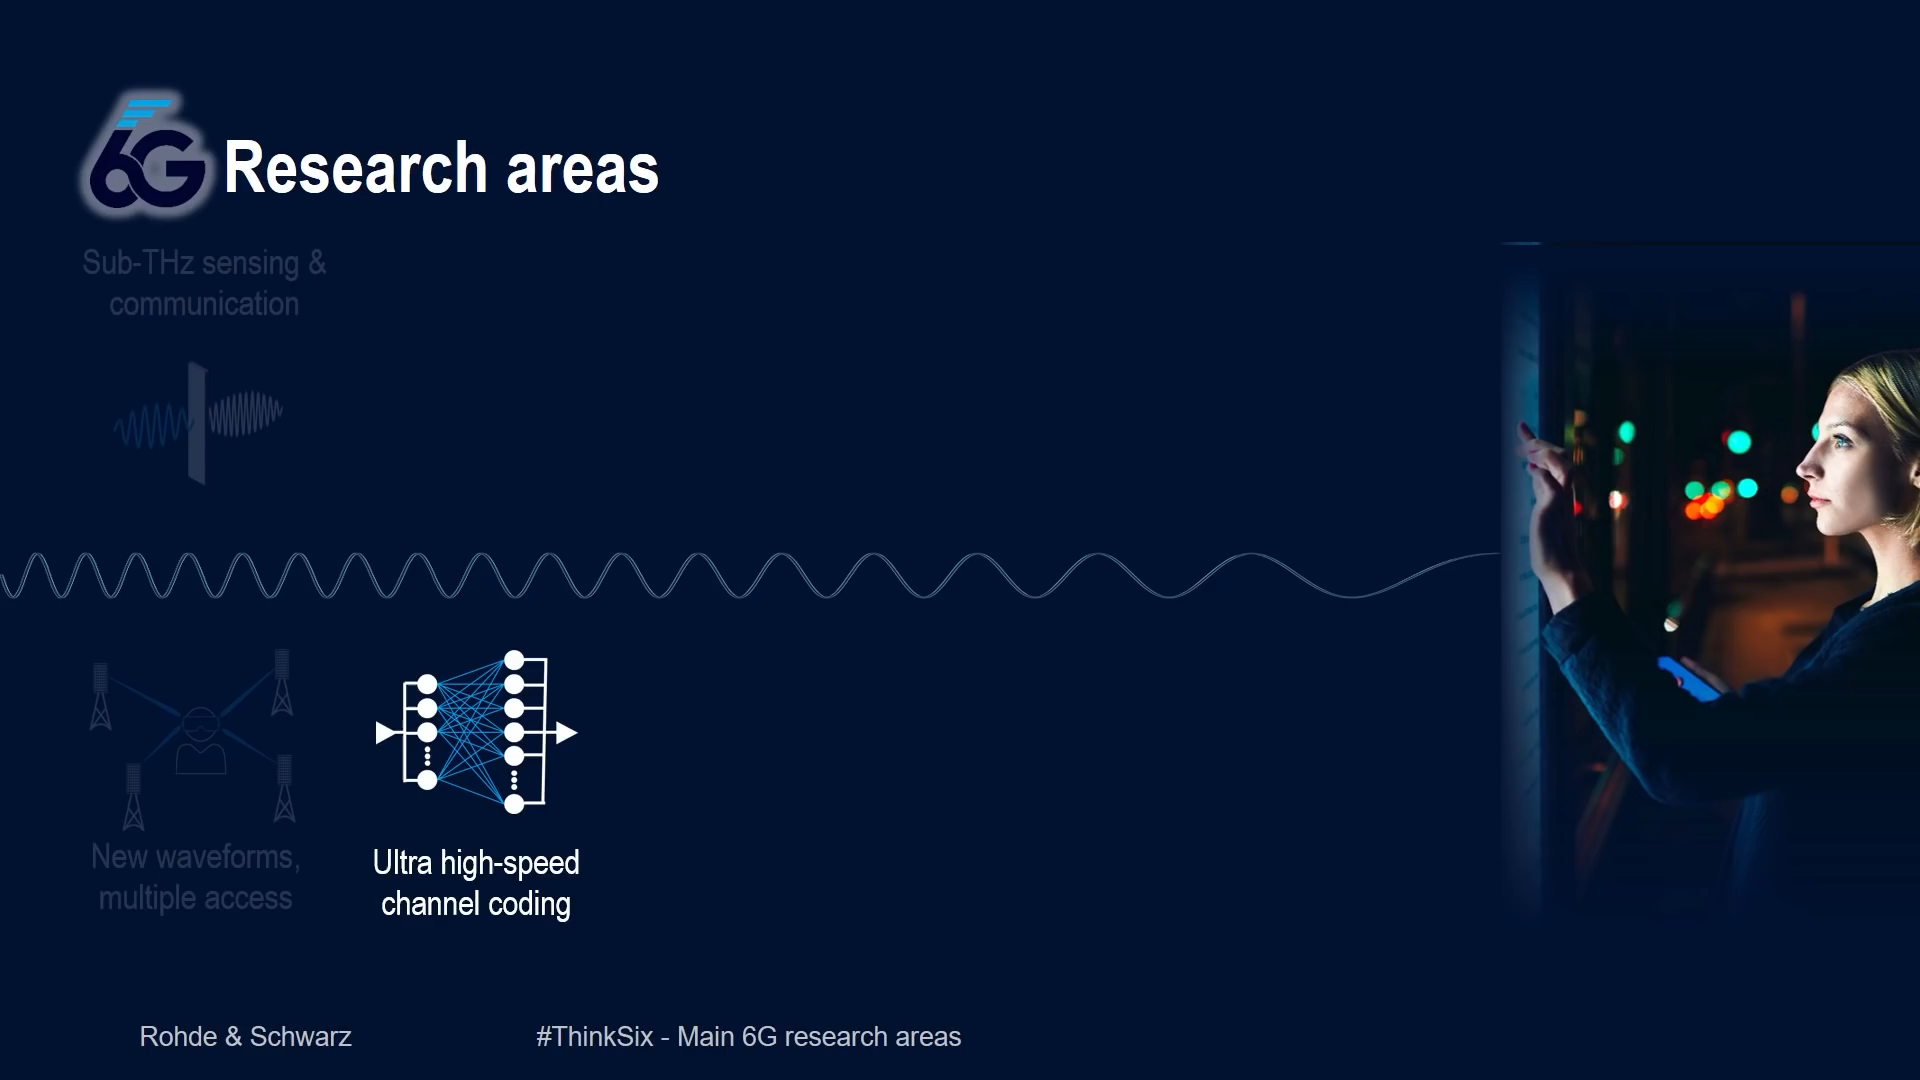 6G Research areas
Sub-THz sensing &
communication
New waveforms,
multiple access
Ultra high-speed
channel coding
Rohde & Schwarz
#ThinkSix - Main 6G research areas